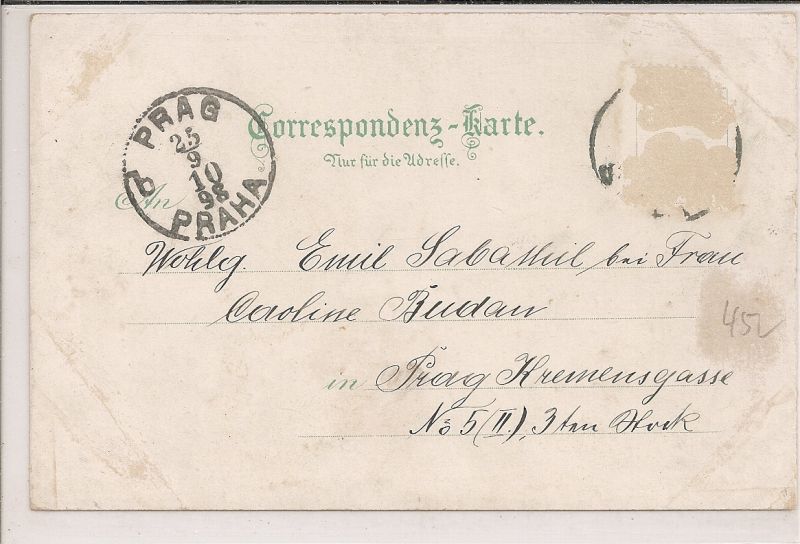 PRAG
25
9
10
98
PRAHA
Correspondenz-Karte.
Nur für die Adresse.
An
Wohlg. Emil Sabathil bei Frau
Caroline Budan
in Prag Kremensgasse
No 5 (II.), 3ten Stock
452